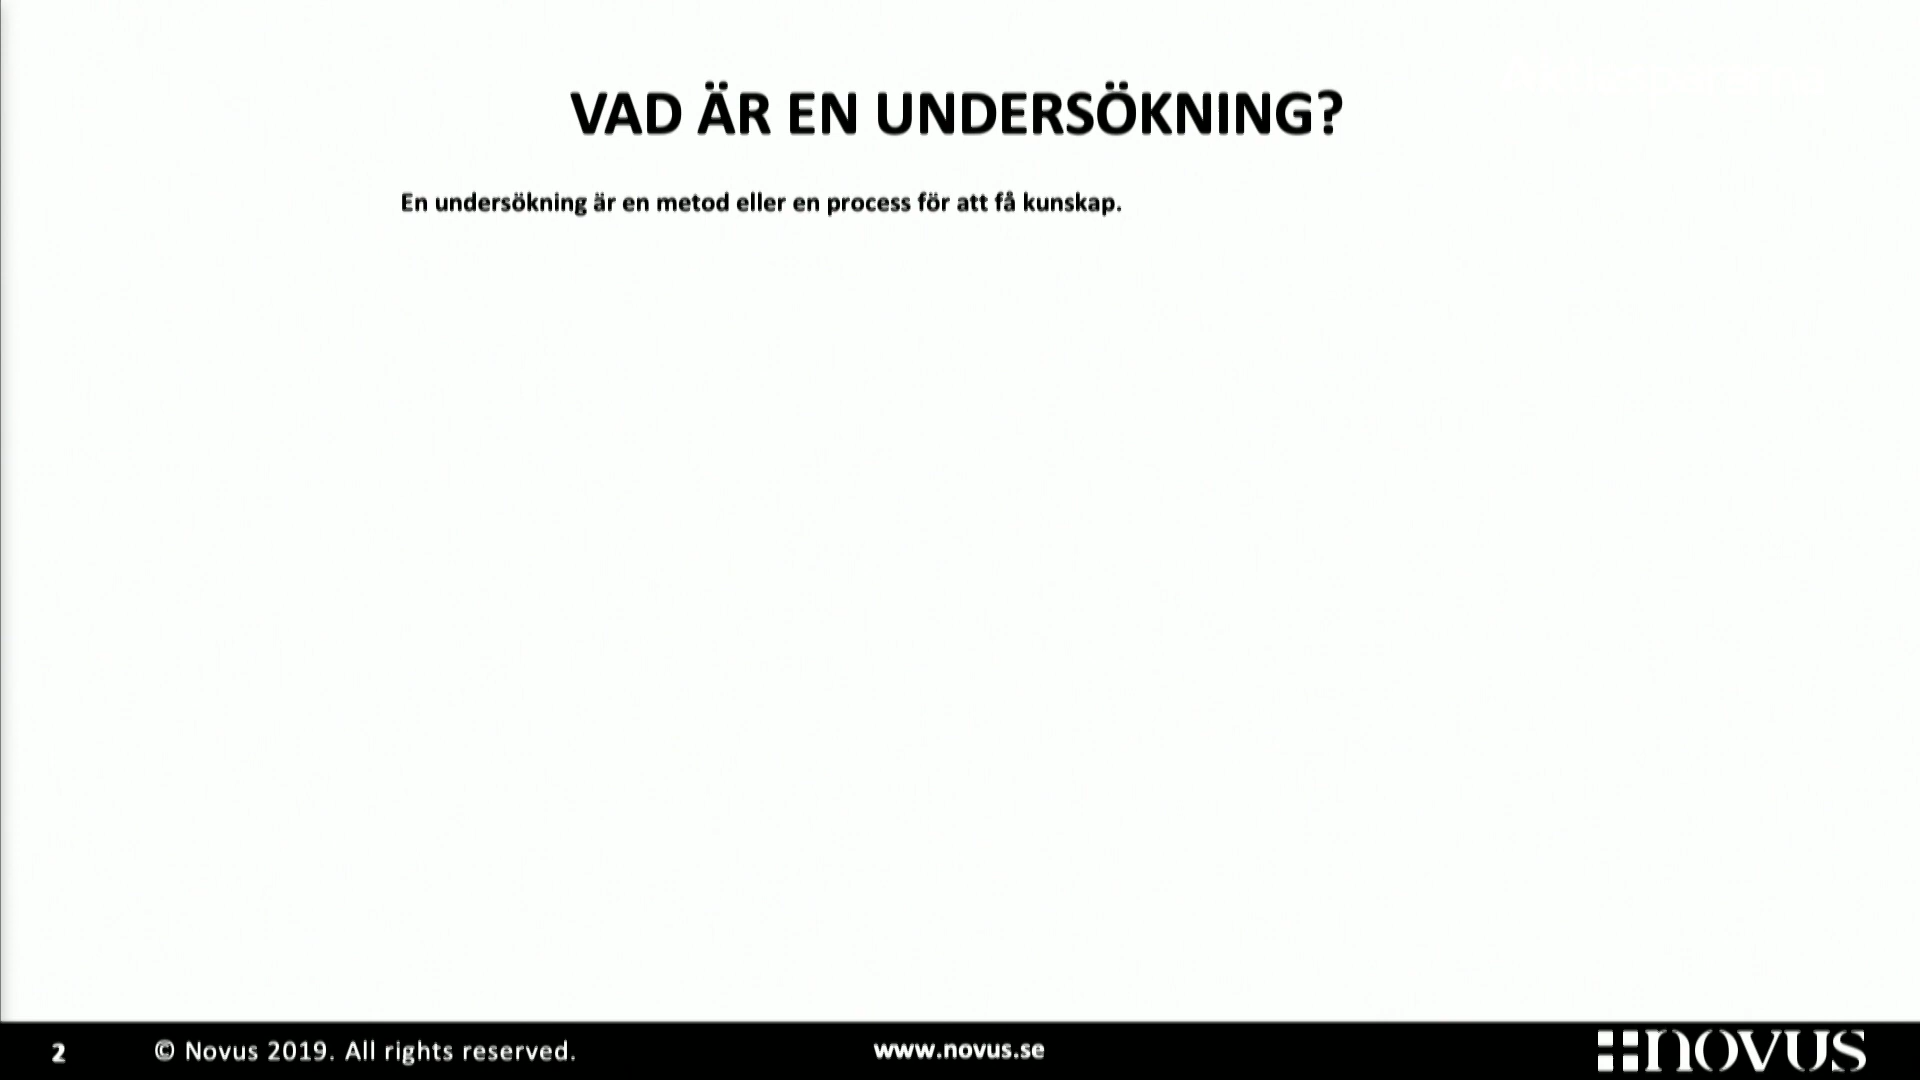 VAD ÄR EN UNDERSÖKNING?
En undersökning är en metod eller en process för att få kunskap.
2 © Novus 2019. All rights reserved. www.novus.se novus